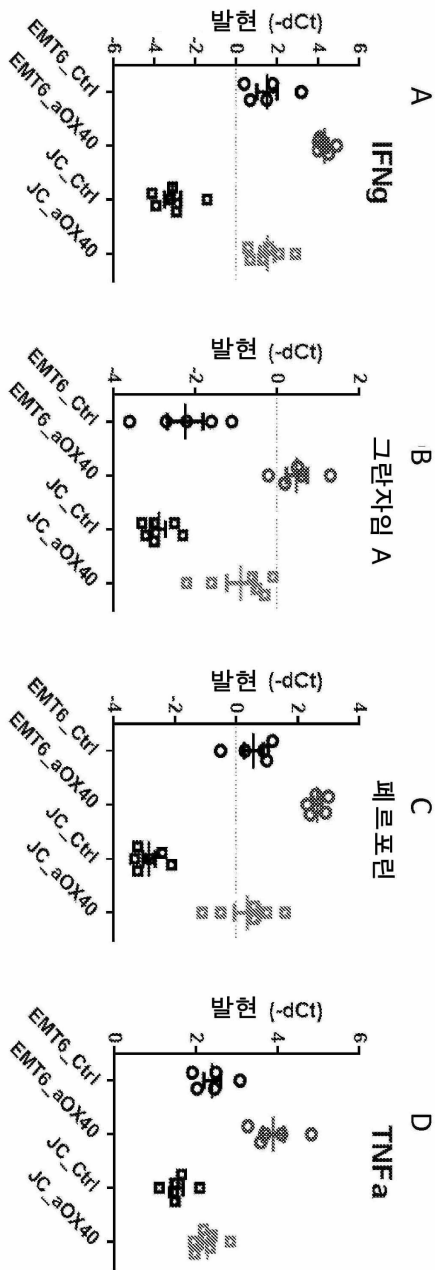 A
IFNg
발현 (-dCt)
6
4
2
0
-2
-4
-6
EMT6_Ctrl
EMT6_aOX40
JC_Ctrl
JC_aOX40
B
그란자임 A
발현 (-dCt)
2
0
-2
-4
EMT6_Ctrl
EMT6_aOX40
JC_Ctrl
JC_aOX40
C
페르포린
발현 (-dCt)
4
2
0
-2
-4
EMT6_Ctrl
EMT6_aOX40
JC_Ctrl
JC_aOX40
D
TNFa
발현 (-dCt)
6
4
2
0
EMT6_Ctrl
EMT6_aOX40
JC_Ctrl
JC_aOX40